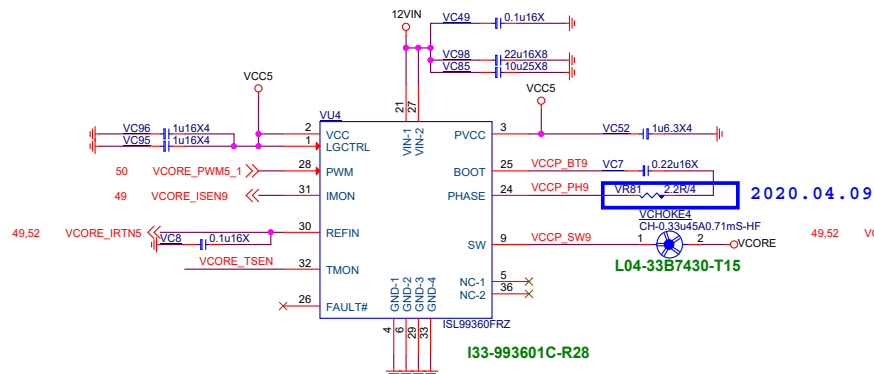 12VIN
VC49 0.1u16X
VC98 22u16X8
VC85 10u25X8
VCC5
VCC5
21
27
VU4
VC96 1u16X4
VC95 1u16X4
2 VCC
1 LGCTRL
VIN-1
VIN-2
PVCC 3
VC52 1u6.3X4
50 VCORE_PWM5_1 28 PWM
BOOT 25 VCCP_BT9 VC7 0.22u16X
49 VCORE_ISEN9 31 IMON
PHASE 24 VCCP_PH9 VR81 2.2R/4
2020.04.09
VCHOKE4
CH-0.33u45A0.71mS-HF
49,52 VCORE_IRTN5 30 REFIN
VC8 0.1u16X
SW 9 VCCP_SW9 1 2 VCORE
49,52
L04-33B7430-T15
VCORE_TSEN 32 TMON
NC-1 5
NC-2 36
26 FAULT#
GND-1
GND-2
GND-3
GND-4
4
6
29
33
ISL99360FRZ
I33-993601C-R28